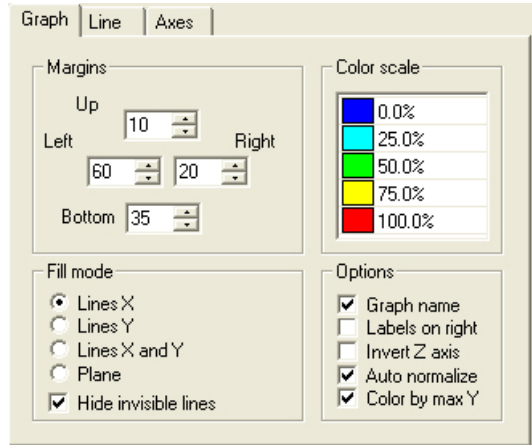 Graph Line Axes
Margins
Up
10
Left Right
60 20
Bottom 35
Color scale
0.0%
25.0%
50.0%
75.0%
100.0%
Fill mode
Lines X
Lines Y
Lines X and Y
Plane
Hide invisible lines
Options
Graph name
Labels on right
Invert Z axis
Auto normalize
Color by max Y